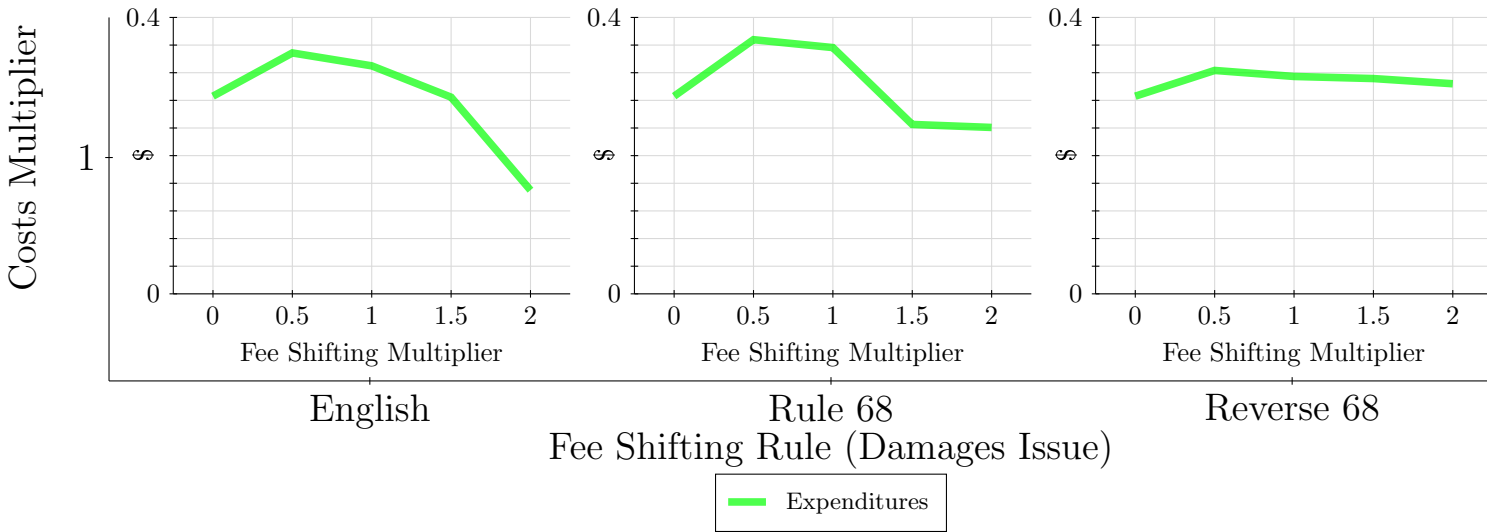 Costs Multiplier
1
0.4
$
0
0 0.5 1 1.5 2
Fee Shifting Multiplier
0.4
$
0
0 0.5 1 1.5 2
Fee Shifting Multiplier
0.4
$
0
0 0.5 1 1.5 2
Fee Shifting Multiplier
English Rule 68 Reverse 68
Fee Shifting Rule (Damages Issue)
Expenditures